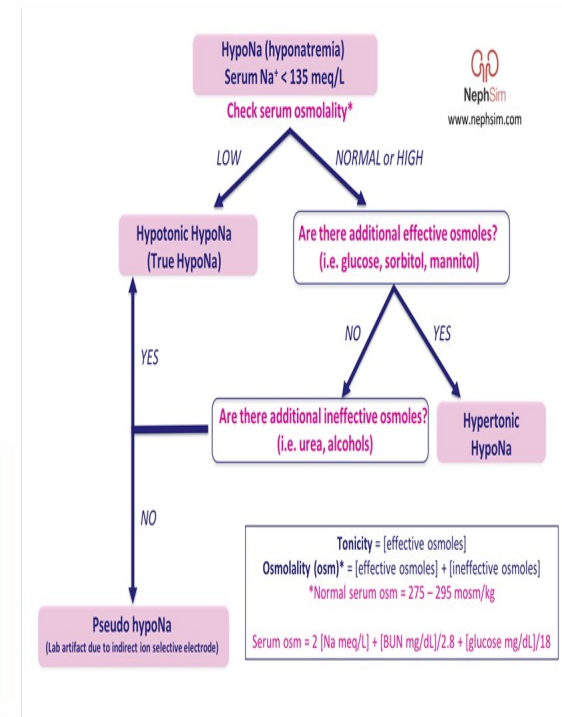 HypoNa (hyponatremia)
Serum Na⁺ < 135 meq/L
NephSim
www.nephsim.com
Check serum osmolality*
LOW
NORMAL or HIGH
Hypotonic HypoNa
(True HypoNa)
Are there additional effective osmoles?
(i.e. glucose, sorbitol, mannitol)
NO
YES
YES
Are there additional ineffective osmoles?
(i.e. urea, alcohols)
Hypertonic
HypoNa
NO
Tonicity = [effective osmoles]
Osmolality (osm)* = [effective osmoles] + [ineffective osmoles]
*Normal serum osm = 275 – 295 mosm/kg
Serum osm = 2 [Na meq/L] + [BUN mg/dL]/2.8 + [glucose mg/dL]/18
Pseudo hypoNa
(Lab artifact due to indirect ion selective electrode)